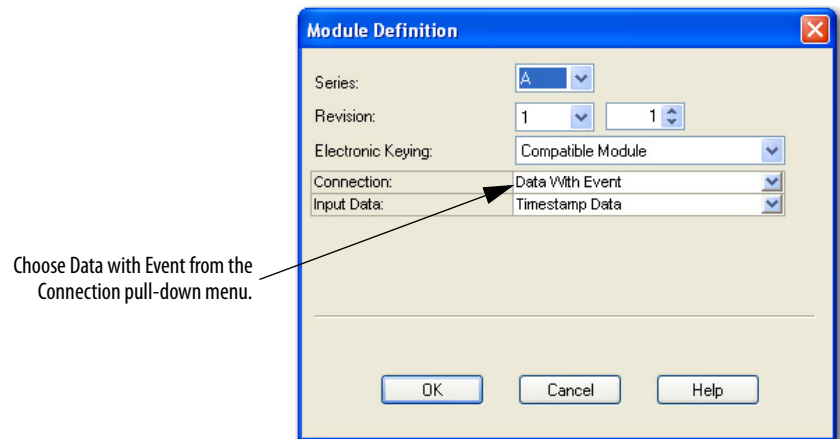 Module Definition
Series: A
Revision: 1 1
Electronic Keying: Compatible Module
Connection: Data With Event
Input Data: Timestamp Data
Choose Data with Event from the
Connection pull-down menu.
OK Cancel Help